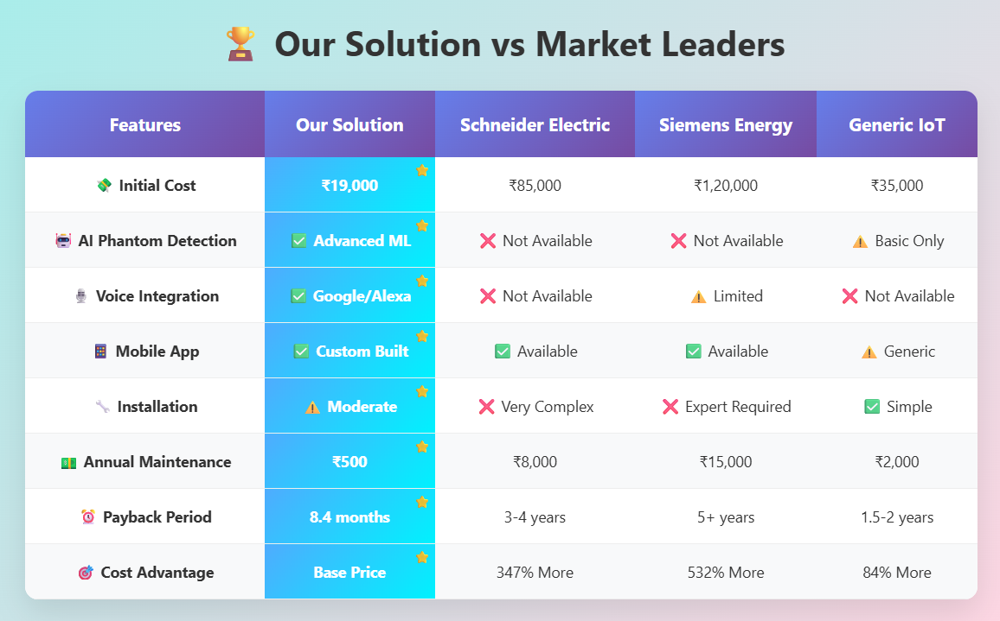 🏆 Our Solution vs Market Leaders
Features Our Solution Schneider Electric Siemens Energy Generic IoT
💸 Initial Cost ₹19,000 ₹85,000 ₹1,20,000 ₹35,000
🤖 AI Phantom Detection ✅ Advanced ML ❌ Not Available ❌ Not Available ⚠️ Basic Only
🎙️ Voice Integration ✅ Google/Alexa ❌ Not Available ⚠️ Limited ❌ Not Available
📱 Mobile App ✅ Custom Built ✅ Available ✅ Available ⚠️ Generic
🔧 Installation ⚠️ Moderate ❌ Very Complex ❌ Expert Required ✅ Simple
💵 Annual Maintenance ₹500 ₹8,000 ₹15,000 ₹2,000
⏰ Payback Period 8.4 months 3-4 years 5+ years 1.5-2 years
🎯 Cost Advantage Base Price 347% More 532% More 84% More